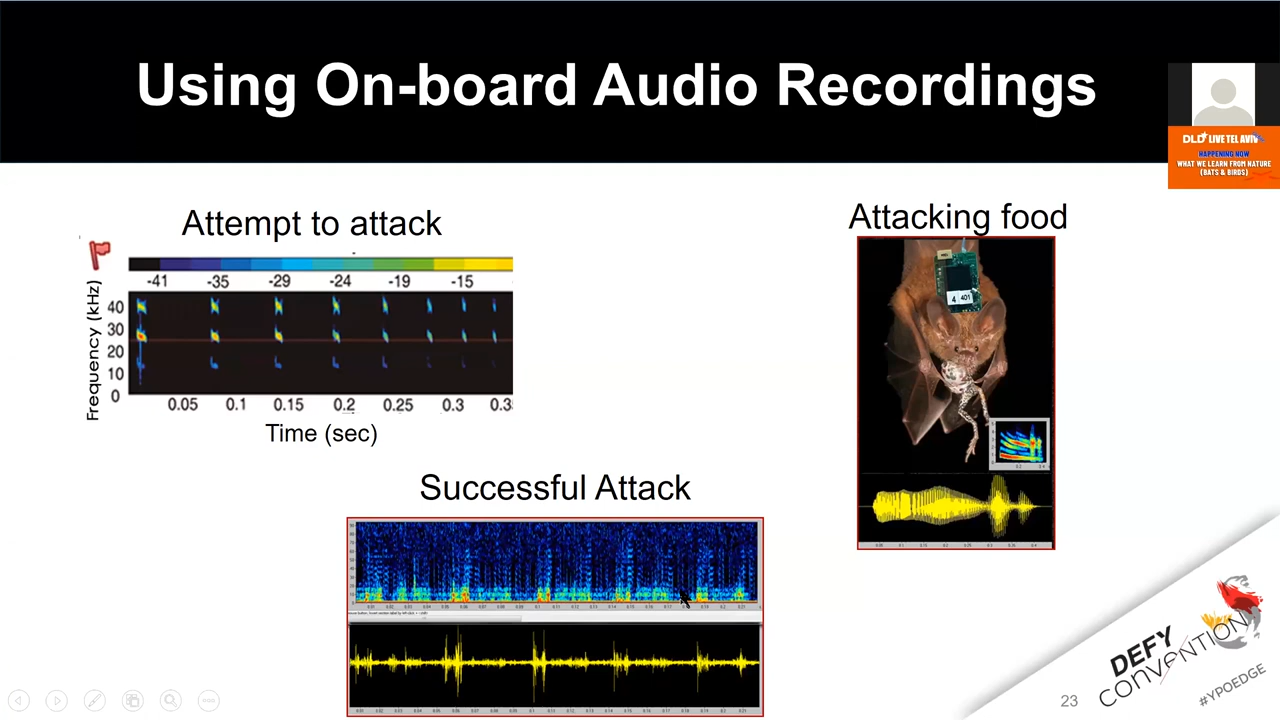 Using On-board Audio Recordings
DLD LIVE TEL AVIV
HAPPENING NOW
WHAT WE LEARN FROM NATURE
(BATS & BIRDS)
Attempt to attack
-41 -35 -29 -24 -19 -15
Frequency (kHz)
40
30
20
10
0
0.05 0.1 0.15 0.2 0.25 0.3 0.35
Time (sec)
Attacking food
4 401
Successful Attack
DEFY
CONVENTION
#YPOEDGE
23